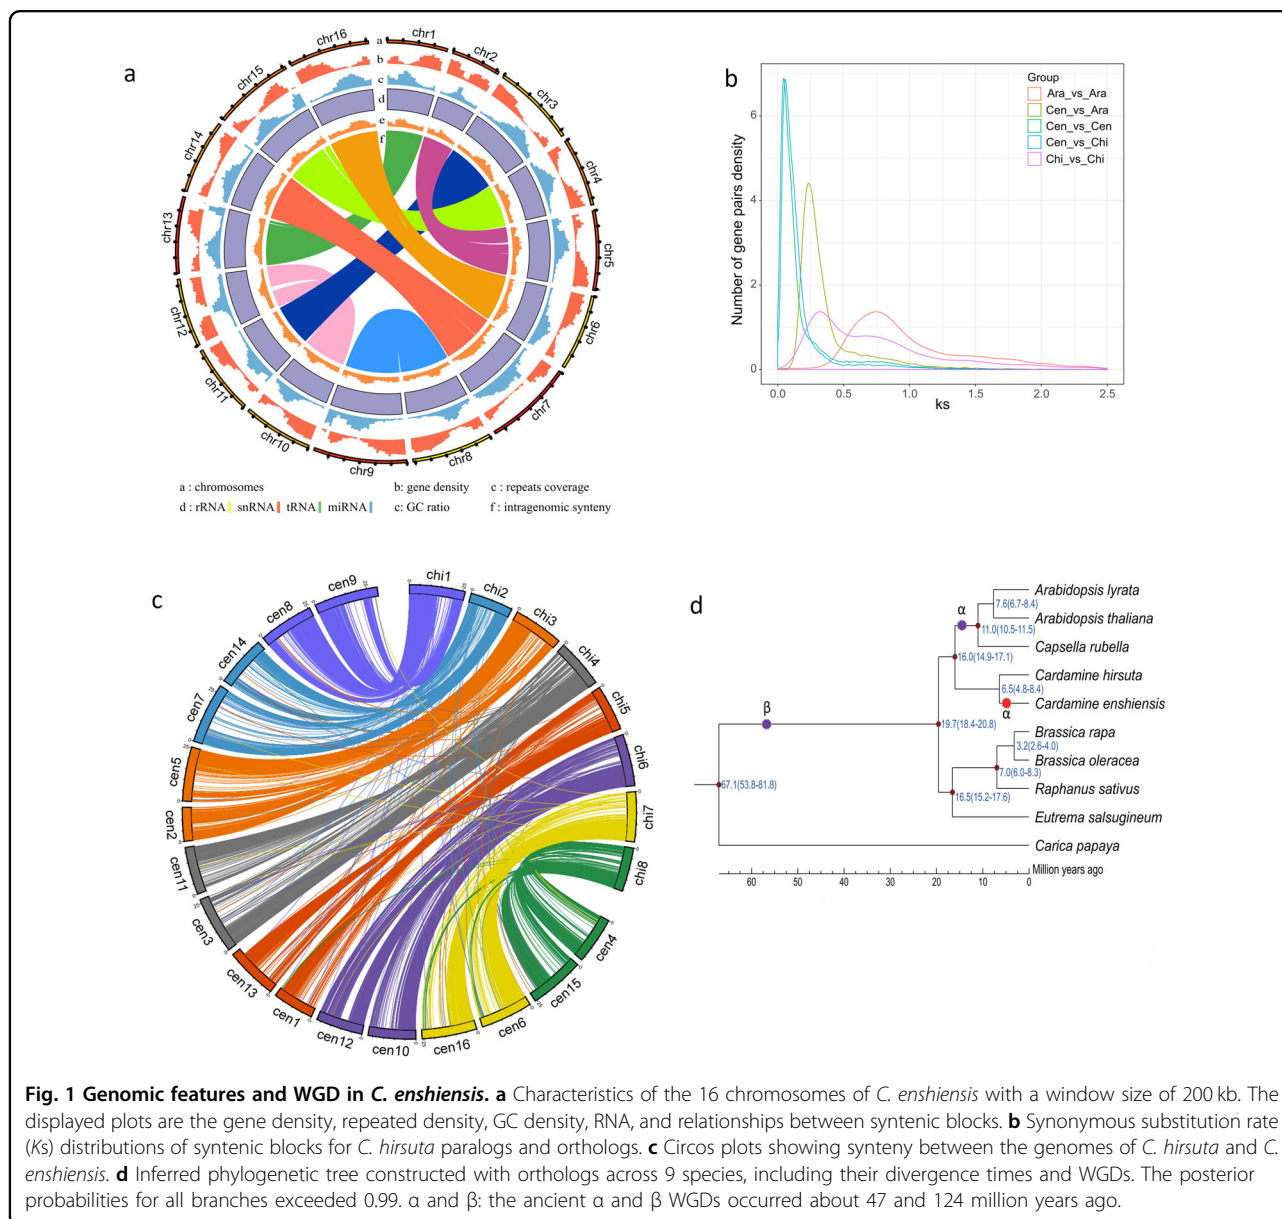 a
a
b
c
d
e
f
chr1
chr2
chr3
chr4
chr5
chr6
chr7
chr8
chr9
chr10
chr11
chr12
chr13
chr14
chr15
chr16
a : chromosomes
b: gene density
c : repeats coverage
d : rRNA snRNA tRNA miRNA
c: GC ratio
f : intragenomic synteny
b
Number of gene pairs density
6
4
2
0
0.0 0.5 1.0 1.5 2.0 2.5
ks
Group
Ara_vs_Ara
Cen_vs_Ara
Cen_vs_Cen
Cen_vs_Chi
Chi_vs_Chi
c
chi1
chi2
chi3
chi4
chi5
chi6
chi7
chi8
cen4
cen15
cen6
cen16
cen10
cen12
cen1
cen13
cen3
cen11
cen2
cen5
cen7
cen14
cen8
cen9
d
Arabidopsis lyrata
7.6(6.7-8.4)
α
Arabidopsis thaliana
11.0(10.5-11.5)
Capsella rubella
16.0(14.9-17.1)
Cardamine hirsuta
6.5(4.8-8.4)
Cardamine enshiensis
α
β
19.7(18.4-20.8)
Brassica rapa
3.2(2.6-4.0)
Brassica oleracea
7.0(6.0-8.3)
67.1(53.8-81.8)
Raphanus sativus
16.5(15.2-17.6)
Eutrema salsugineum
Carica papaya
Million years ago
60 50 40 30 20 10 0
Fig. 1 Genomic features and WGD in C. enshiensis. a Characteristics of the 16 chromosomes of C. enshiensis with a window size of 200 kb. The
displayed plots are the gene density, repeated density, GC density, RNA, and relationships between syntenic blocks. b Synonymous substitution rate
(Ks) distributions of syntenic blocks for C. hirsuta paralogs and orthologs. c Circos plots showing synteny between the genomes of C. hirsuta and C.
enshiensis. d Inferred phylogenetic tree constructed with orthologs across 9 species, including their divergence times and WGDs. The posterior
probabilities for all branches exceeded 0.99. α and β: the ancient α and β WGDs occurred about 47 and 124 million years ago.